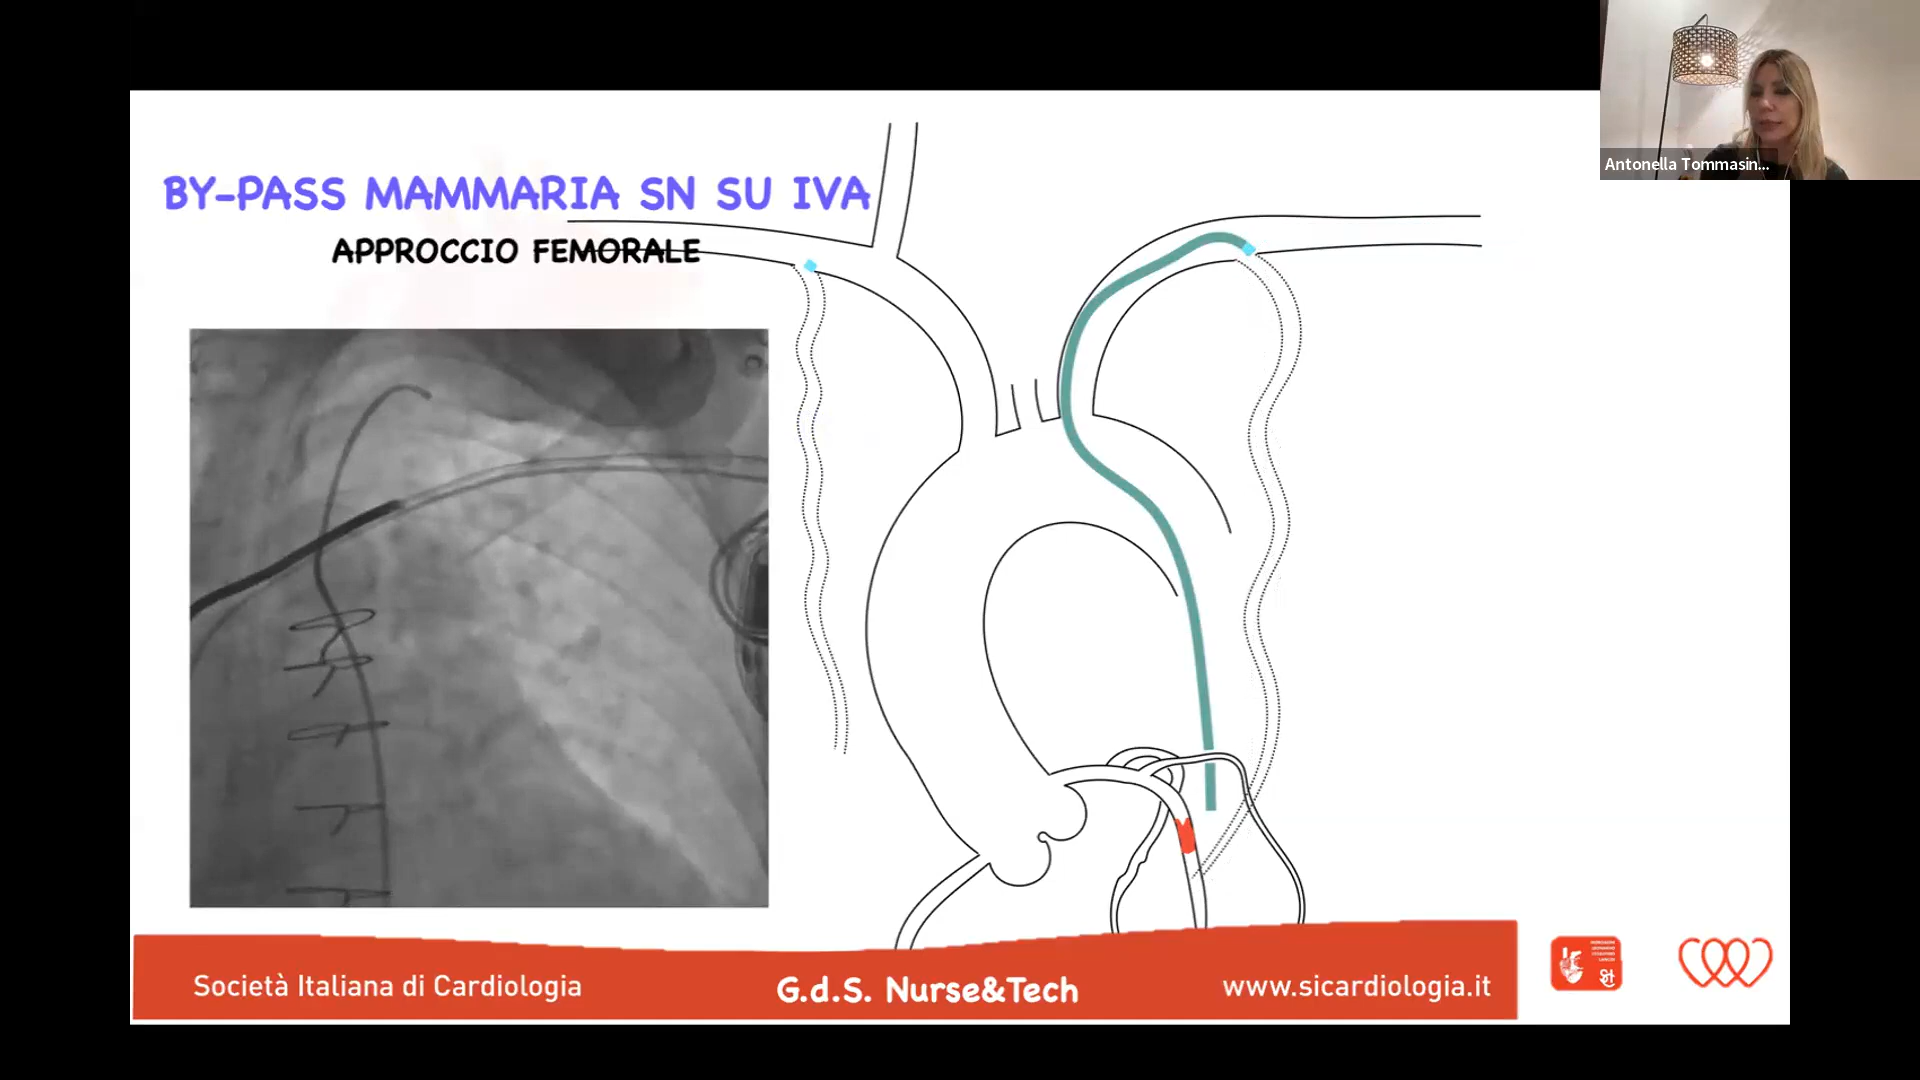 BY-PASS MAMMARIA SN SU IVA
APPROCCIO FEMORALE
Antonella Tommasin...
Società Italiana di Cardiologia
G.d.S. Nurse&Tech
www.sicardiologia.it